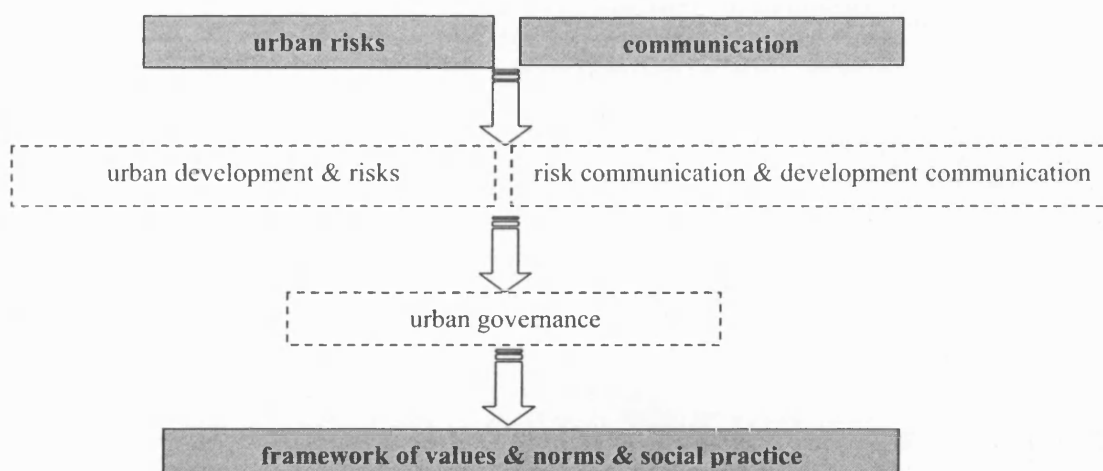 urban risks
communication
urban development & risks
risk communication & development communication
urban governance
framework of values & norms & social practice